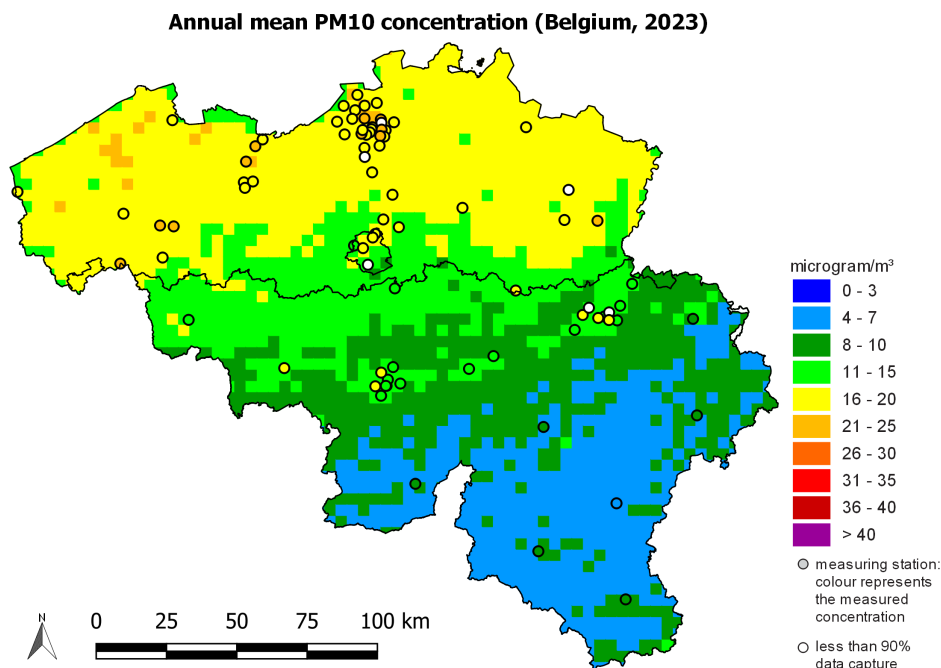 Annual mean PM10 concentration (Belgium, 2023)
microgram/m³
0 - 3
4 - 7
8 - 10
11 - 15
16 - 20
21 - 25
26 - 30
31 - 35
36 - 40
> 40
measuring station:
colour represents
the measured
concentration
less than 90%
data capture
N
0 25 50 75 100 km